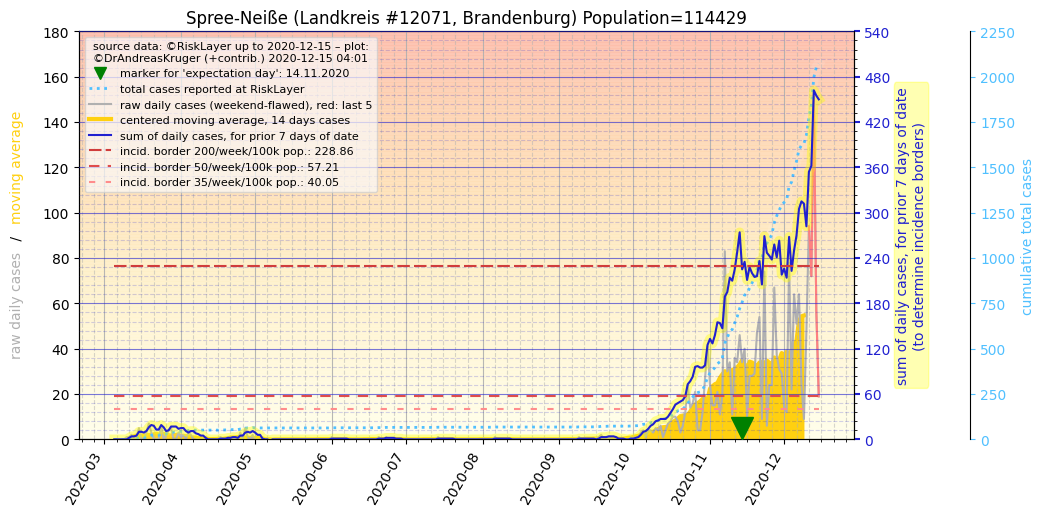 Spree-Neiße (Landkreis #12071, Brandenburg) Population=114429
source data: ©RiskLayer up to 2020-12-15 – plot:
©DrAndreasKruger (+contrib.) 2020-12-15 04:01
marker for 'expectation day': 14.11.2020
total cases reported at RiskLayer
raw daily cases (weekend-flawed), red: last 5
centered moving average, 14 days cases
sum of daily cases, for prior 7 days of date
incid. border 200/week/100k pop.: 228.86
incid. border 50/week/100k pop.: 57.21
incid. border 35/week/100k pop.: 40.05
raw daily cases / moving average
180
160
140
120
100
80
60
40
20
0
2020-03
2020-04
2020-05
2020-06
2020-07
2020-08
2020-09
2020-10
2020-11
2020-12
540
480
420
360
300
240
180
120
60
0
sum of daily cases, for prior 7 days of date
(to determine incidence borders)
2250
2000
1750
1500
1250
1000
750
500
250
0
cumulative total cases